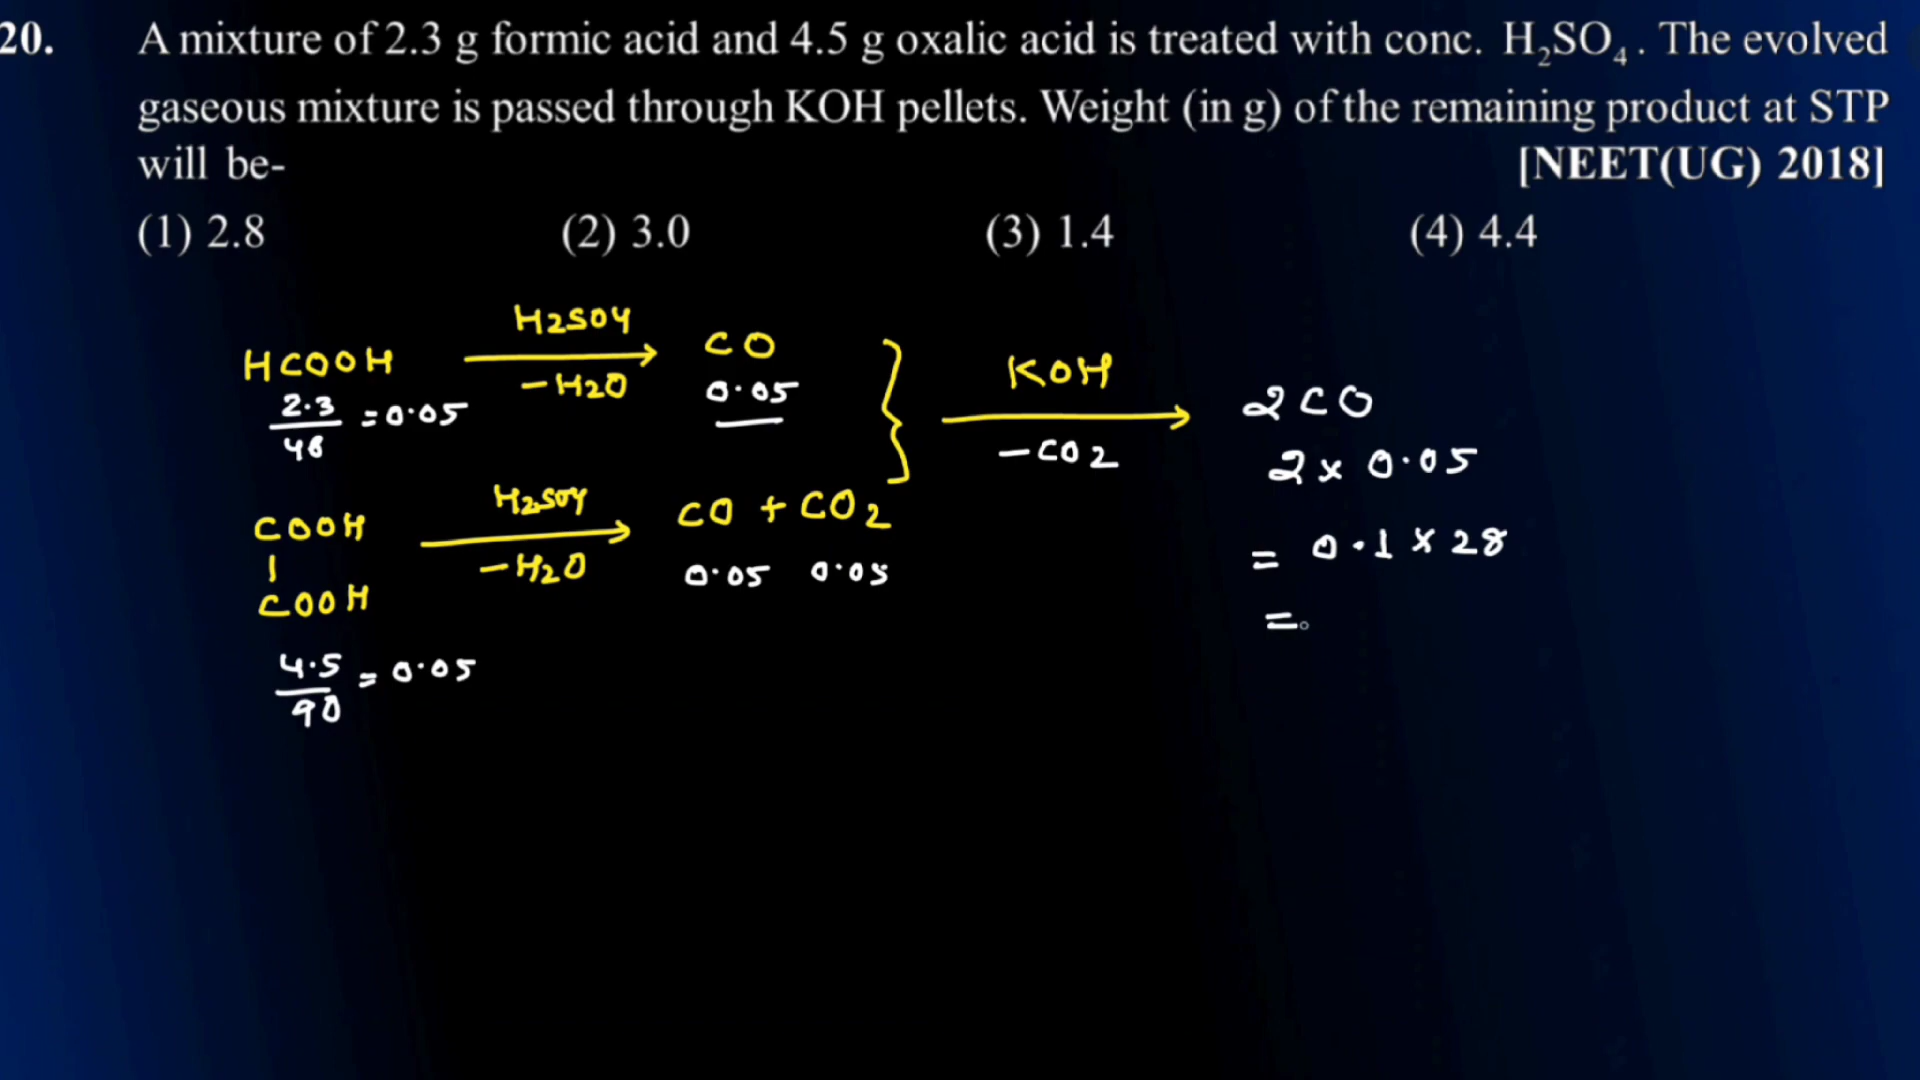 20. A mixture of 2.3 g formic acid and 4.5 g oxalic acid is treated with conc. H₂SO₄. The evolved
gaseous mixture is passed through KOH pellets. Weight (in g) of the remaining product at STP
will be- [NEET(UG) 2018]
(1) 2.8 (2) 3.0 (3) 1.4 (4) 4.4
HCOOH H2SO4 -H2O CO
2.3/46 = 0.05 0.05
COOH
COOH H2SO4 -H2O CO + CO2
0.05 0.05
4.5/90 = 0.05
KOH
-CO2
2CO
2 x 0.05
= 0.1 x 28
=